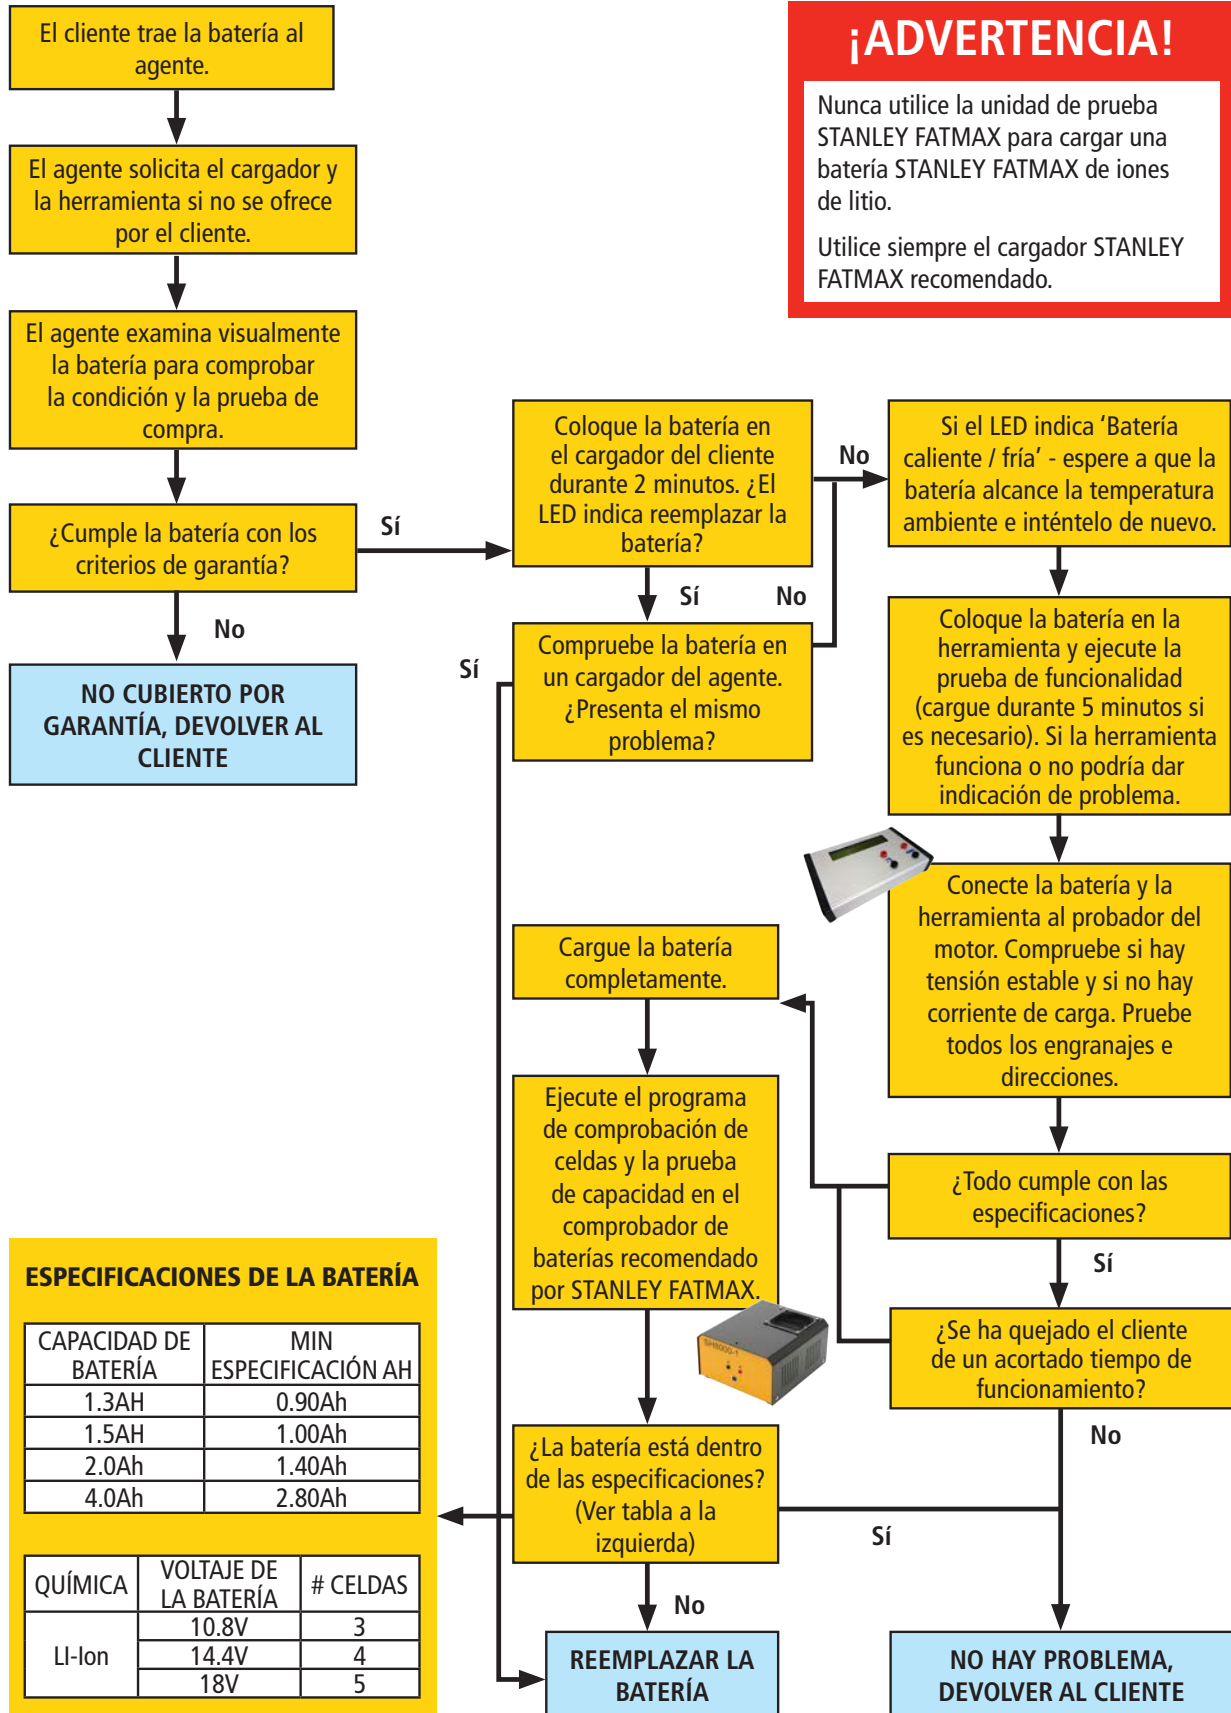 El cliente trae la batería al
agente.
¡ADVERTENCIA!
Nunca utilice la unidad de prueba
STANLEY FATMAX para cargar una
batería STANLEY FATMAX de iones
de litio.
Utilice siempre el cargador STANLEY
FATMAX recomendado.
El agente solicita el cargador y
la herramienta si no se ofrece
por el cliente.
El agente examina visualmente
la batería para comprobar
la condición y la prueba de
compra.
¿Cumple la batería con los
criterios de garantía?
Sí
No
NO CUBIERTO POR
GARANTÍA, DEVOLVER AL
CLIENTE
Coloque la batería en
el cargador del cliente
durante 2 minutos. ¿El
LED indica reemplazar la
batería?
No
Sí
No
Compruebe la batería en
un cargador del agente.
¿Presenta el mismo
problema?
Sí
Si el LED indica ‘Batería
caliente / fría’ - espere a que la
batería alcance la temperatura
ambiente e inténtelo de nuevo.
Coloque la batería en la
herramienta y ejecute la
prueba de funcionalidad
(cargue durante 5 minutos si
es necesario). Si la herramienta
funciona o no podría dar
indicación de problema.
Conecte la batería y la
herramienta al probador del
motor. Compruebe si hay
tensión estable y si no hay
corriente de carga. Pruebe
todos los engranajes e
direcciones.
¿Todo cumple con las
especificaciones?
Sí
¿Se ha quejado el cliente
de un acortado tiempo de
funcionamiento?
No
Cargue la batería
completamente.
Ejecute el programa
de comprobación de
celdas y la prueba
de capacidad en el
comprobador de
baterías recomendado
por STANLEY FATMAX.
¿La batería está dentro
de las especificaciones?
(Ver tabla a la
izquierda)
Sí
No
REEMPLAZAR LA
BATERÍA
NO HAY PROBLEMA,
DEVOLVER AL CLIENTE
ESPECIFICACIONES DE LA BATERÍA
CAPACIDAD DE BATERÍA MIN ESPECIFICACIÓN AH
1.3AH 0.90Ah
1.5AH 1.00Ah
2.0Ah 1.40Ah
4.0Ah 2.80Ah
QUÍMICA VOLTAJE DE LA BATERÍA # CELDAS
LI-Ion
10.8V 3
14.4V 4
18V 5